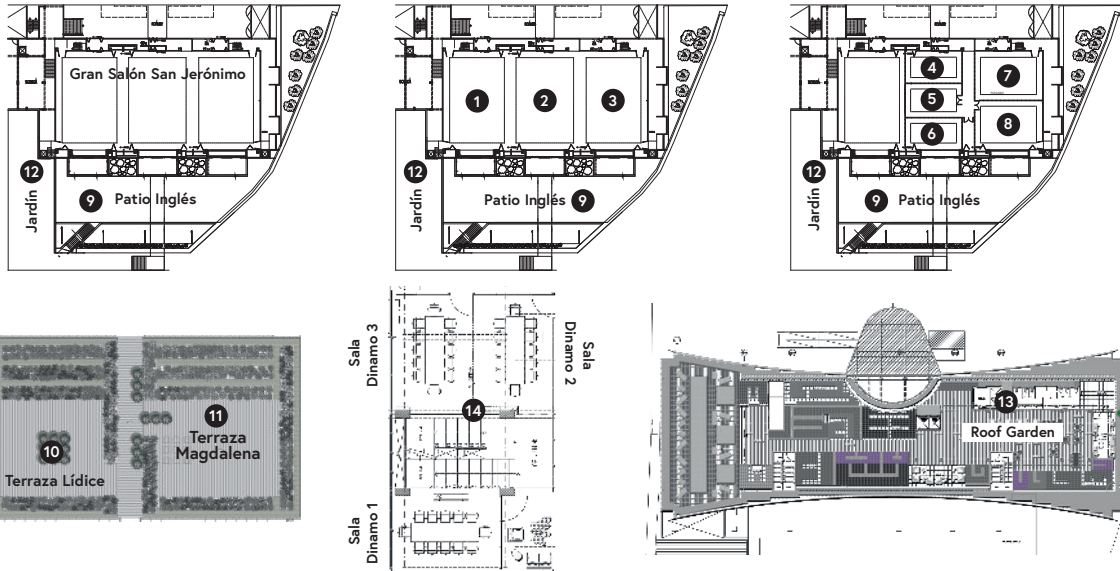 Gran Salón San Jerónimo
12
Jardín
9 Patio Inglés
1
2
3
12
Jardín
Patio Inglés 9
4
5
6
7
8
12
Jardín
9 Patio Inglés
10
Terraza Lídice
11
Terraza
Magdalena
Sala
Dinamo 3
Sala
Dinamo 2
14
Sala
Dinamo 1
13
Roof Garden